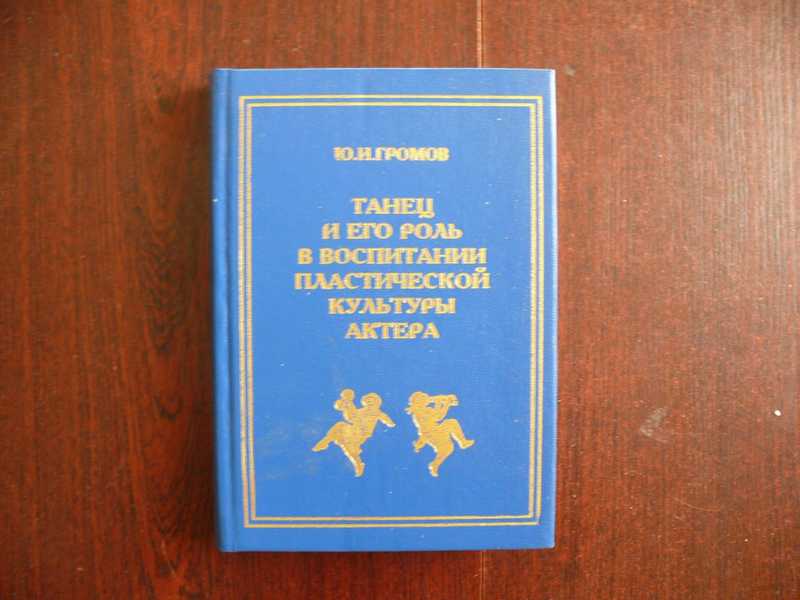 Ю.И.ГРОМОВ
ТАНЕЦ
И ЕГО РОЛЬ
В ВОСПИТАНИИ
ПЛАСТИЧЕСКОЙ
КУЛЬТУРЫ
АКТЕРА